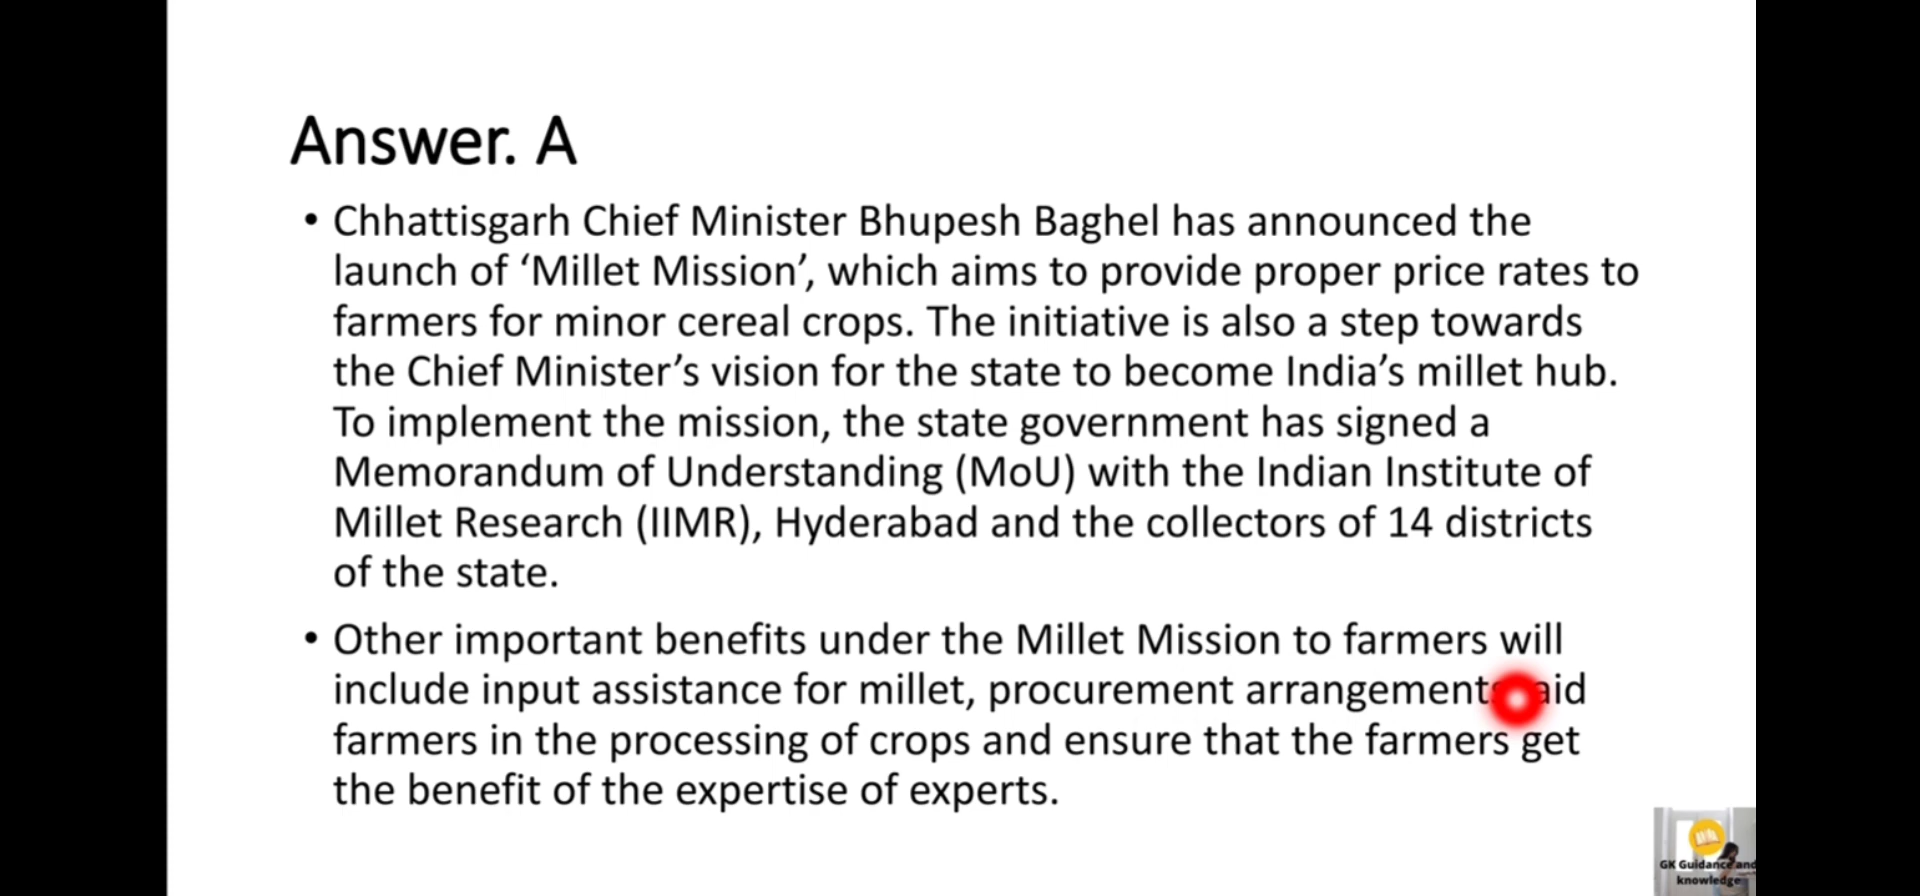 Answer. A
• Chhattisgarh Chief Minister Bhupesh Baghel has announced the
launch of ‘Millet Mission’, which aims to provide proper price rates to
farmers for minor cereal crops. The initiative is also a step towards
the Chief Minister’s vision for the state to become India’s millet hub.
To implement the mission, the state government has signed a
Memorandum of Understanding (MoU) with the Indian Institute of
Millet Research (IIMR), Hyderabad and the collectors of 14 districts
of the state.
• Other important benefits under the Millet Mission to farmers will
include input assistance for millet, procurement arrangements aid
farmers in the processing of crops and ensure that the farmers get
the benefit of the expertise of experts.
GK Guidance and
knowledge